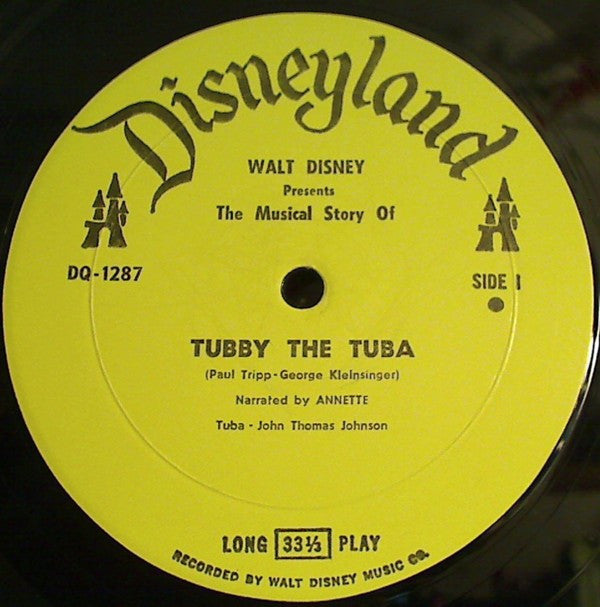 Disneyland
WALT DISNEY
Presents
The Musical Story Of
DQ-1287
SIDE 1
TUBBY THE TUBA
(Paul Tripp-George Kleinsinger)
Narrated by ANNETTE
Tuba - John Thomas Johnson
LONG 33⅓ PLAY
RECORDED BY WALT DISNEY MUSIC CO.